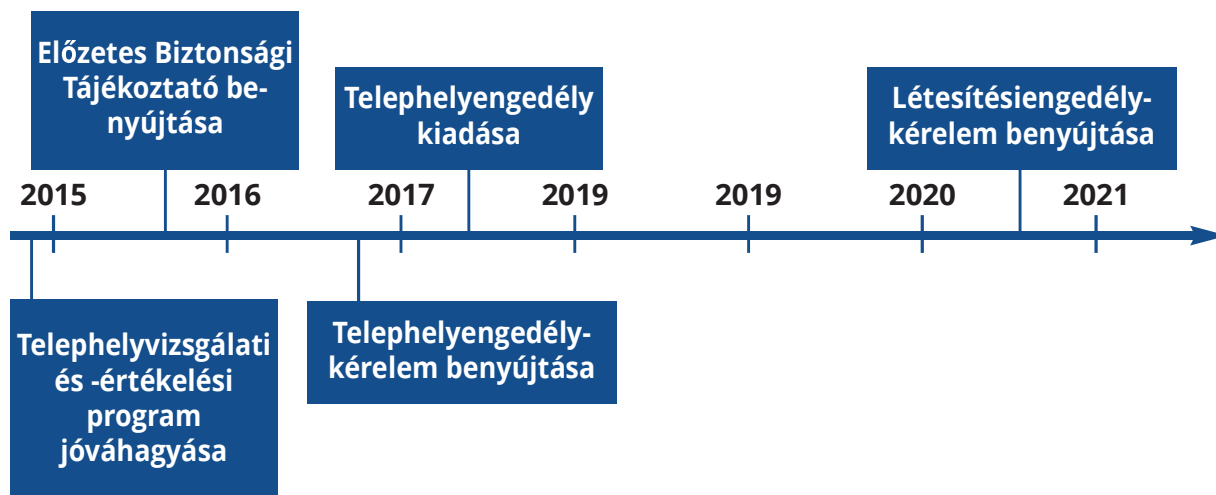 Előzetes Biztonsági
Tájékoztató be-
nyújtása
Telephelyengedély
kiadása
Létesítésiengedély-
kérelem benyújtása
2015 2016 2017 2019 2019 2020 2021
Telephelyvizsgálati
és -értékelési
program
jóváhagyása
Telephelyengedély-
kérelem benyújtása